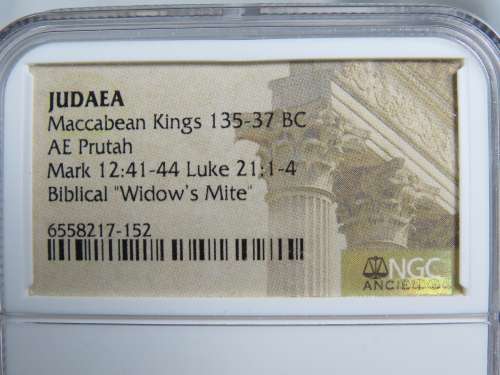 JUDAEA
Maccabean Kings 135-37 BC
AE Prutah
Mark 12:41-44 Luke 21:1-4
Biblical "Widow's Mite"
6558217-152
NGC
ANCIENTS